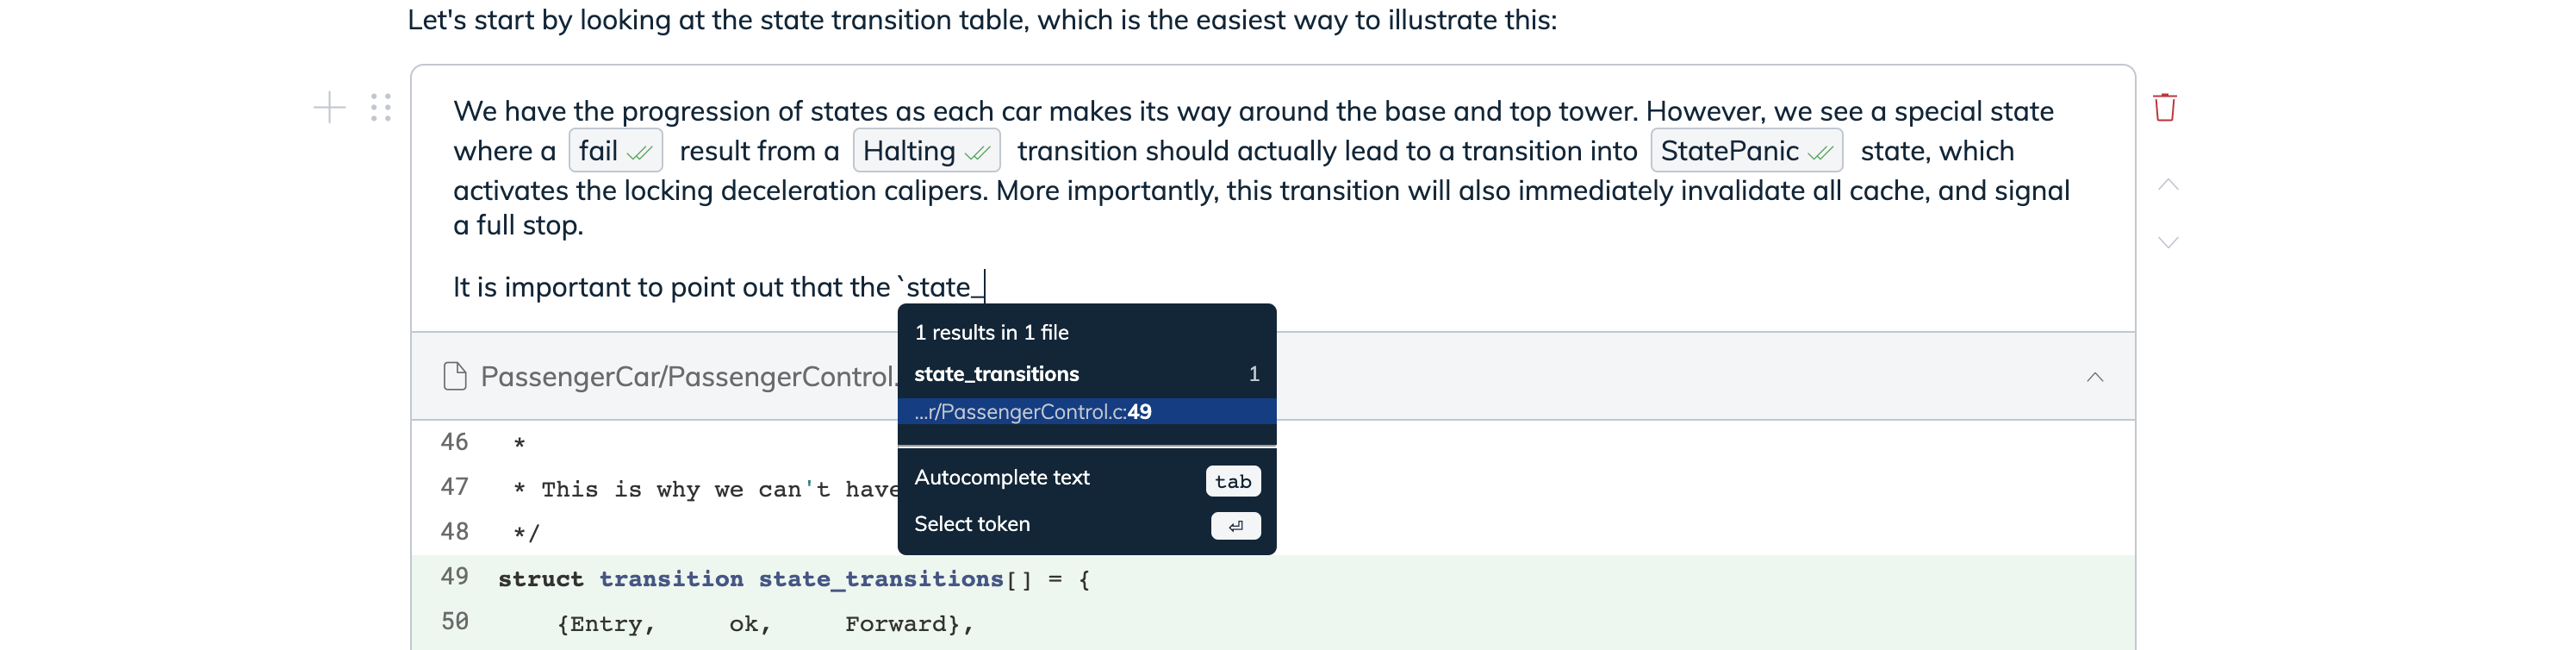 Let's start by looking at the state transition table, which is the easiest way to illustrate this:
We have the progression of states as each car makes its way around the base and top tower. However, we see a special state
where a fail result from a Halting transition should actually lead to a transition into StatePanic state, which
activates the locking deceleration calipers. More importantly, this transition will also immediately invalidate all cache, and signal
a full stop.
It is important to point out that the `state_
1 results in 1 file
state_transitions 1
...r/PassengerControl.c:49
Autocomplete text tab
Select token ⏎
PassengerCar/PassengerControl.
46 *
47 * This is why we can't have
48 */
49 struct transition state_transitions[] = {
50 {Entry, ok, Forward},